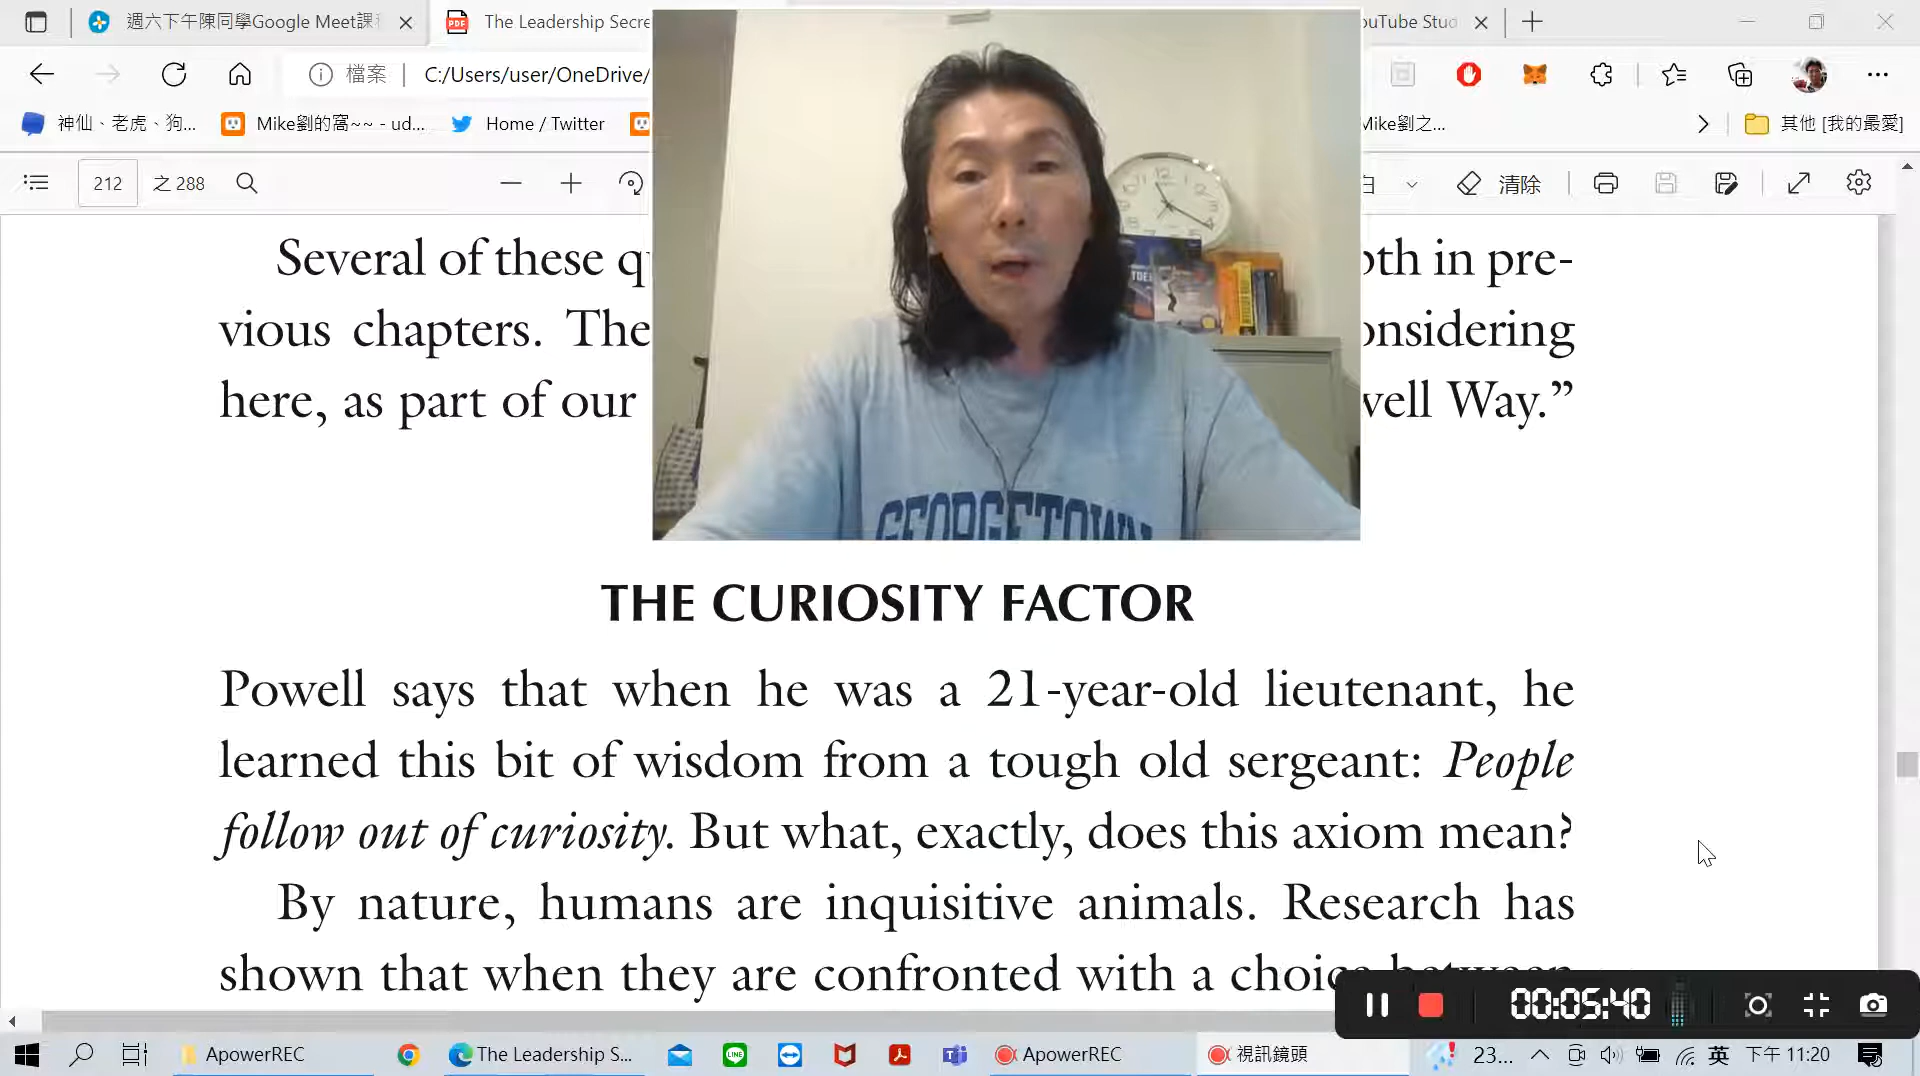 週六下午陳同學Google Meet課
The Leadership Secre
ouTube Stud
檔案
C:/Users/user/OneDrive/
神仙、老虎、狗...
Mike劉的窩~~ - ud...
Home / Twitter
Mike劉之...
其他 [我的最愛]
212
之 288
清除
Several of these
oth in pre-
vious chapters. The
onsidering
here, as part of our
well Way.”
GEORGETOWN
THE CURIOSITY FACTOR
Powell says that when he was a 21-year-old lieutenant, he
learned this bit of wisdom from a tough old sergeant: People
follow out of curiosity. But what, exactly, does this axiom mean?
By nature, humans are inquisitive animals. Research has
shown that when they are confronted with a choice between
00:05:40
ApowerREC
The Leadership S...
LINE
ApowerREC
視訊鏡頭
23...
英
下午 11:20